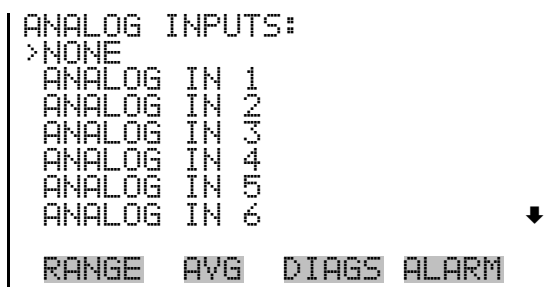 ANALOG INPUTS:
>NONE
ANALOG IN 1
ANALOG IN 2
ANALOG IN 3
ANALOG IN 4
ANALOG IN 5
ANALOG IN 6
RANGE AVG DIAGS ALARM